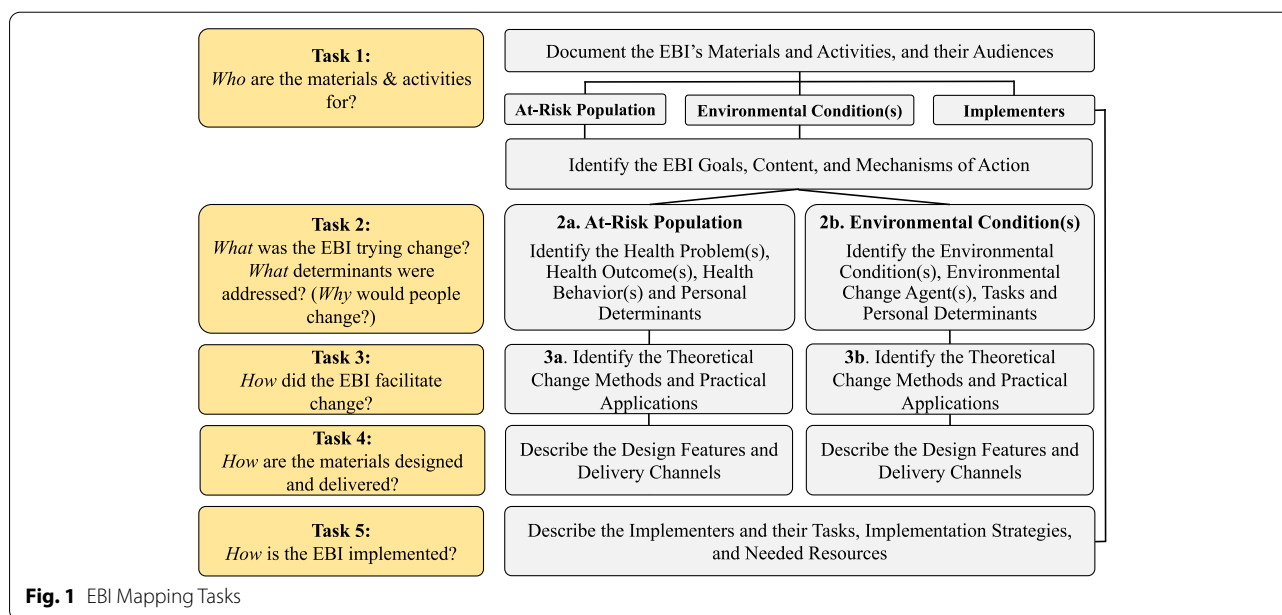 Task 1:
Who are the materials & activities
for?
Document the EBI's Materials and Activities, and their Audiences
At-Risk Population
Environmental Condition(s)
Implementers
Identify the EBI Goals, Content, and Mechanisms of Action
Task 2:
What was the EBI trying change?
What determinants were
addressed? (Why would people
change?)
2a. At-Risk Population
Identify the Health Problem(s),
Health Outcome(s), Health
Behavior(s) and Personal
Determinants
2b. Environmental Condition(s)
Identify the Environmental
Condition(s), Environmental
Change Agent(s), Tasks and
Personal Determinants
Task 3:
How did the EBI facilitate
change?
3a. Identify the Theoretical
Change Methods and Practical
Applications
3b. Identify the Theoretical
Change Methods and Practical
Applications
Task 4:
How are the materials designed
and delivered?
Describe the Design Features and
Delivery Channels
Describe the Design Features and
Delivery Channels
Task 5:
How is the EBI implemented?
Describe the Implementers and their Tasks, Implementation Strategies,
and Needed Resources
Fig. 1 EBI Mapping Tasks